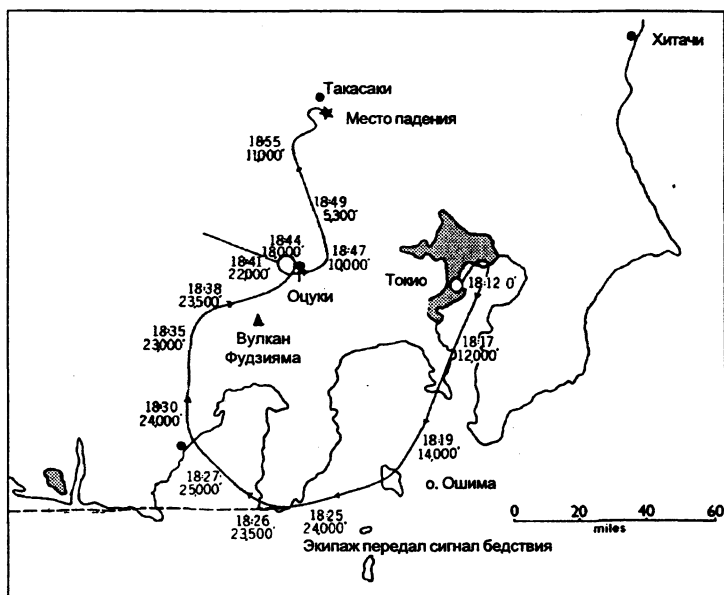 Хитачи
Такасаки
Место падения
18:55
11,000'
18:49
5,300'
18:44
18,000'
18:47
10,000'
18:41
22,000'
Оцуки
Токио
18:12 0'
18:38
23,500'
18:35
23,000'
Вулкан
Фудзияма
18:17
12,000'
18:30
24,000'
18:19
14,000'
18:27
25,000'
о. Ошима
18:26
23,500'
18:25
24,000'
0 20 40 60
miles
Экипаж передал сигнал бедствия